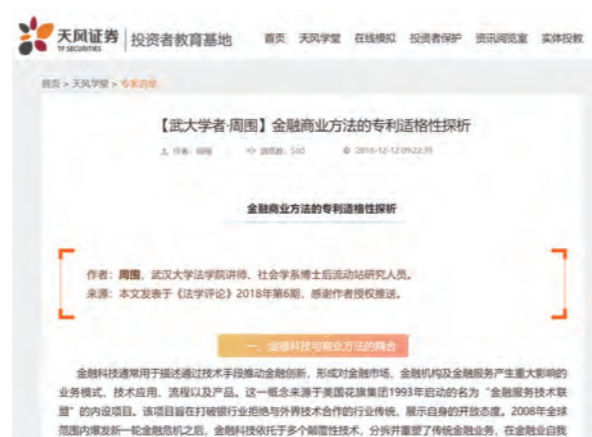 天风证券 投资者教育基地 首页 天风学堂 在线模拟 投资者保护 资讯阅览室 实体投教
TF SECURITIES
首页 > 天风学堂 > 专家讲坛
【武大学者·周围】金融商业方法的专利适格性探析
作者：周围 浏览数：580 2018-12-12 09:22:39
金融商业方法的专利适格性探析
作者：周围，武汉大学法学院讲师、社会学系博士后流动站研究人员。
来源：本文发表于《法学评论》2018年第6期，感谢作者授权推送。
一、金融科技与商业方法的耦合
金融科技通常用于描述通过技术手段推动金融创新，形成对金融市场、金融机构及金融服务产生重大影响的
业务模式、技术应用、流程以及产品。这一概念来源于美国花旗集团1993年启动的名为“金融服务技术联
盟”的内设项目。该项目旨在打破银行业拒绝与外界技术合作的行业传统，展示自身的开放态度。2008年全球
范围内爆发新一轮金融危机之后，金融科技依托于多个颠覆性技术，分拆并重塑了传统金融业务，在金融业自我